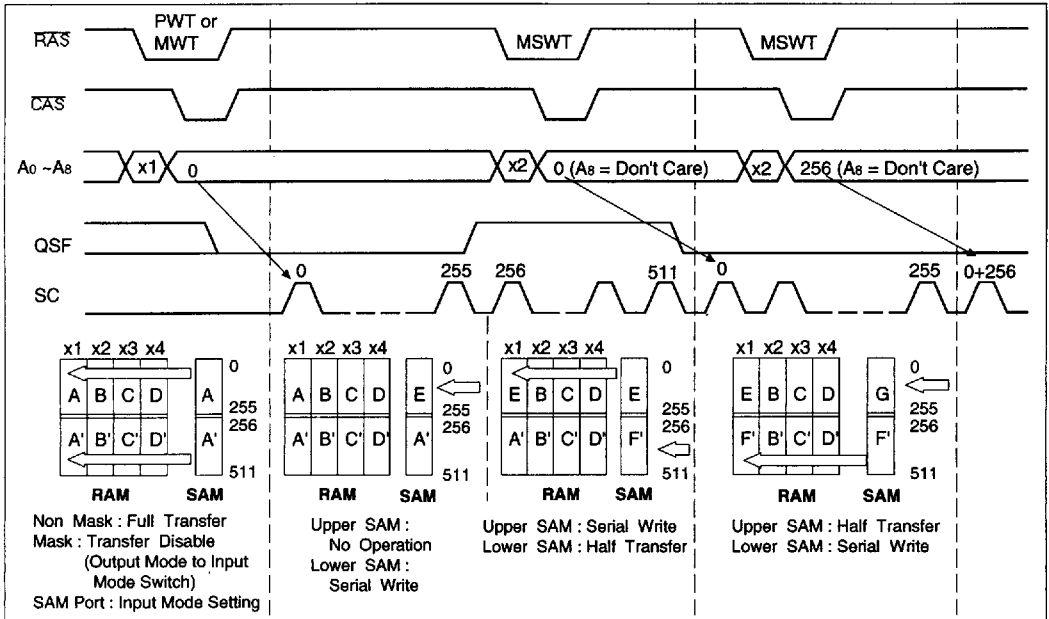 PWT or
RAS MWT MSWT MSWT
CAS
A0 ~A8 x1 0 x2 0 (A8 = Don't Care) x2 256 (A8 = Don't Care)
QSF
SC 0 255 256 511 0 255 0+256
x1 x2 x3 x4 x1 x2 x3 x4 x1 x2 x3 x4 x1 x2 x3 x4
0 0 0 0
A B C D A A B C D E E B C D E E B C D G
255 255 255 255
256 256 256 256
A' B' C' D' A' A' B' C' D' A' A' B' C' D' F' F' B' C' D' F'
511 511 511 511
RAM SAM RAM SAM RAM SAM RAM SAM
Non Mask : Full Transfer
Mask : Transfer Disable
(Output Mode to Input
Mode Switch)
SAM Port : Input Mode Setting
Upper SAM :
No Operation
Lower SAM :
Serial Write
Upper SAM : Serial Write
Lower SAM : Half Transfer
Upper SAM : Half Transfer
Lower SAM : Serial Write